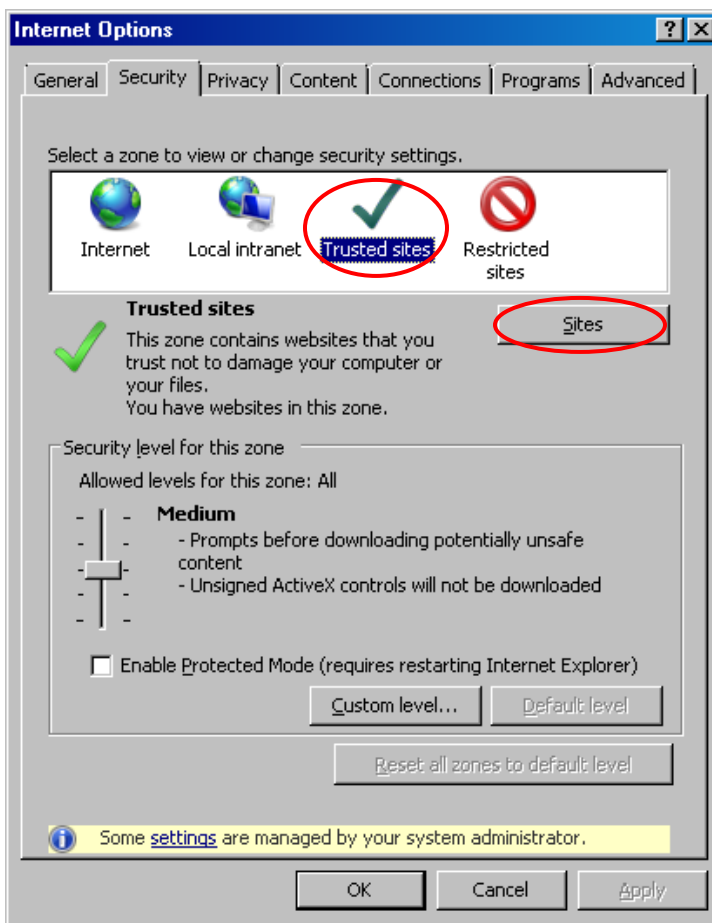 Internet Options
General Security Privacy Content Connections Programs Advanced
Select a zone to view or change security settings.
Internet Local intranet Trusted sites Restricted
sites
Trusted sites
Sites
This zone contains websites that you
trust not to damage your computer or
your files.
You have websites in this zone.
Security level for this zone
Allowed levels for this zone: All
Medium
- Prompts before downloading potentially unsafe
content
- Unsigned ActiveX controls will not be downloaded
Enable Protected Mode (requires restarting Internet Explorer)
Custom level... Default level
Reset all zones to default level
Some settings are managed by your system administrator.
OK Cancel Apply